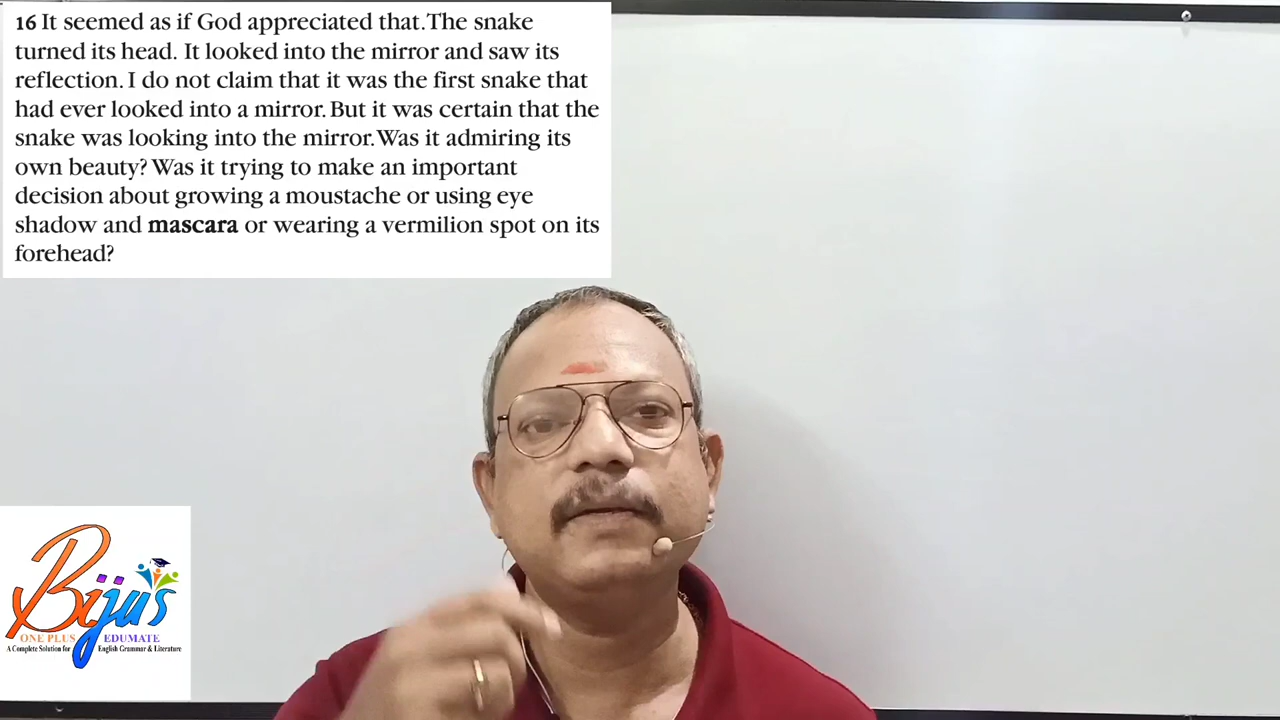 16 It seemed as if God appreciated that. The snake
turned its head. It looked into the mirror and saw its
reflection. I do not claim that it was the first snake that
had ever looked into a mirror. But it was certain that the
snake was looking into the mirror. Was it admiring its
own beauty? Was it trying to make an important
decision about growing a moustache or using eye
shadow and mascara or wearing a vermilion spot on its
forehead?
Bijus
ONE PLUS EDUMATE
A Complete Solution for English Grammar & Literature